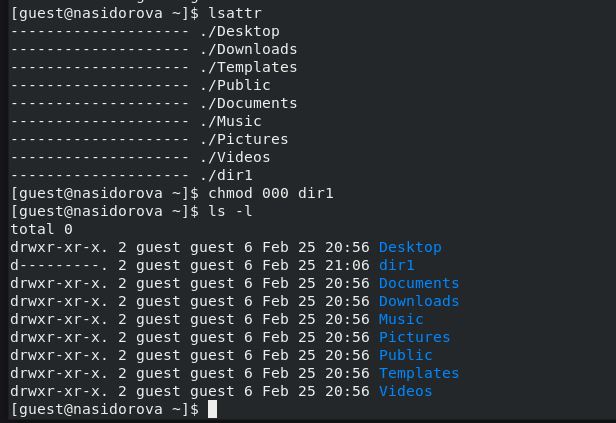 [guest@nasidorova ~]$ lsattr
-------------------- ./Desktop
-------------------- ./Downloads
-------------------- ./Templates
-------------------- ./Public
-------------------- ./Documents
-------------------- ./Music
-------------------- ./Pictures
-------------------- ./Videos
-------------------- ./dir1
[guest@nasidorova ~]$ chmod 000 dir1
[guest@nasidorova ~]$ ls -l
total 0
drwxr-xr-x. 2 guest guest 6 Feb 25 20:56 Desktop
d---------. 2 guest guest 6 Feb 25 21:06 dir1
drwxr-xr-x. 2 guest guest 6 Feb 25 20:56 Documents
drwxr-xr-x. 2 guest guest 6 Feb 25 20:56 Downloads
drwxr-xr-x. 2 guest guest 6 Feb 25 20:56 Music
drwxr-xr-x. 2 guest guest 6 Feb 25 20:56 Pictures
drwxr-xr-x. 2 guest guest 6 Feb 25 20:56 Public
drwxr-xr-x. 2 guest guest 6 Feb 25 20:56 Templates
drwxr-xr-x. 2 guest guest 6 Feb 25 20:56 Videos
[guest@nasidorova ~]$